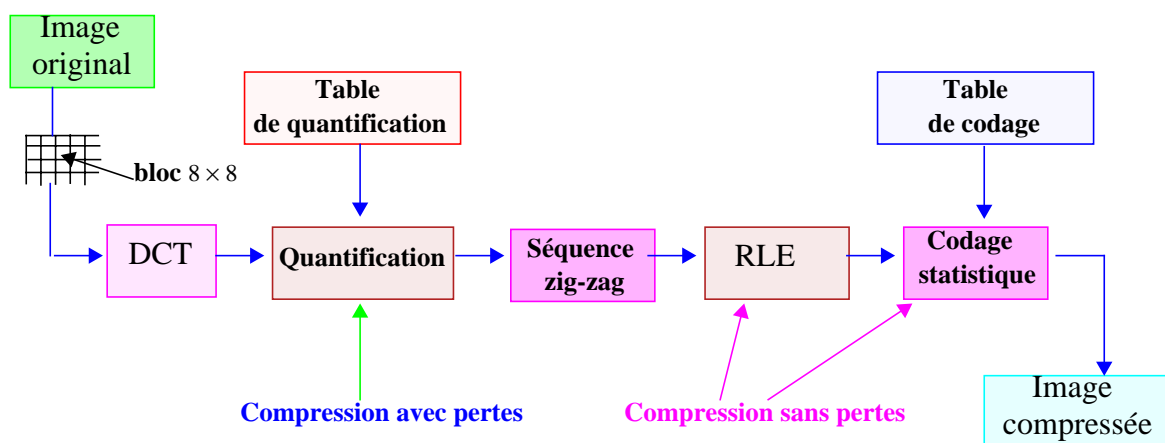 Image
original
Table
de quantification
Table
de codage
bloc 8 × 8
DCT
Quantification
Séquence
zig-zag
RLE
Codage
statistique
Compression avec pertes
Compression sans pertes
Image
compressée